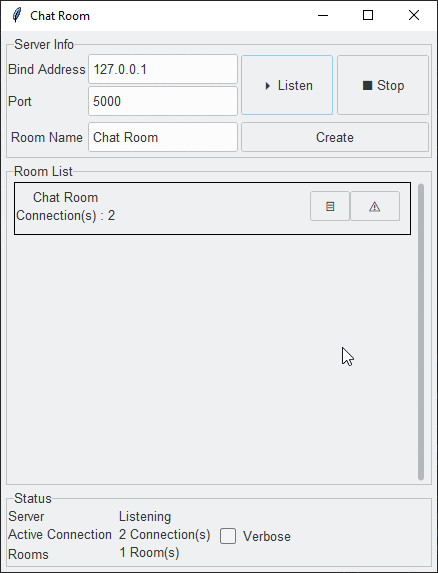 Chat Room
Server Info
Bind Address 127.0.0.1
Listen Stop
Port 5000
Room Name Chat Room Create
Room List
Chat Room
Connection(s) : 2
Status
Server Listening
Active Connection 2 Connection(s) Verbose
Rooms 1 Room(s)